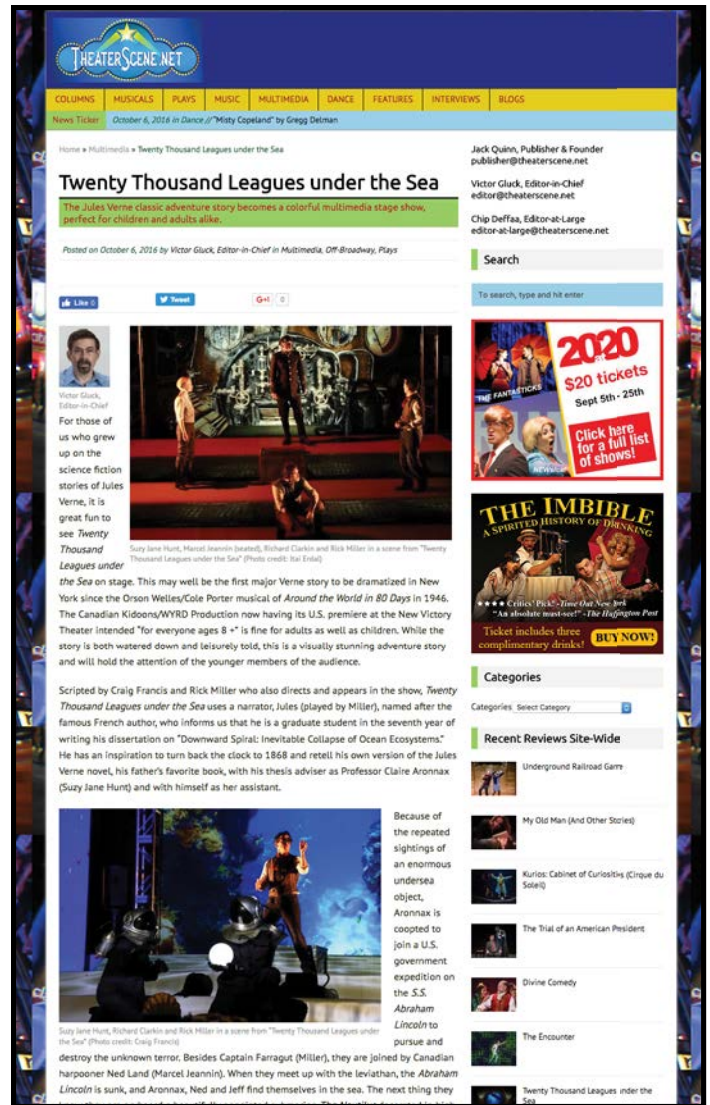 THEATERSCENE.NET
COLUMNS MUSICALS PLAYS MUSIC MULTIMEDIA DANCE FEATURES INTERVIEWS BLOGS
News Ticker October 6, 2016 in Dance // "Misty Copeland" by Gregg Delman
Home » Multimedia » Twenty Thousand Leagues under the Sea
Twenty Thousand Leagues under the Sea
The Jules Verne classic adventure story becomes a colorful multimedia stage show,
perfect for children and adults alike.
Posted on October 6, 2016 by Victor Gluck, Editor-in-Chief in Multimedia, Off-Broadway, Plays
Like 0
Tweet
G+1 0
Victor Gluck,
Editor-in-Chief
For those of
us who grew
up on the
science fiction
stories of Jules
Verne, it is
great fun to
see Twenty
Thousand
Leagues under
Suzy Jane Hunt, Marcel Jeannin (seated), Richard Clarkin and Rick Miller in a scene from "Twenty
Thousand Leagues under the Sea" (Photo credit: Itai Erdal)
the Sea on stage. This may well be the first major Verne story to be dramatized in New
York since the Orson Welles/Cole Porter musical of Around the World in 80 Days in 1946.
The Canadian Kidoons/WYRD Production now having its U.S. premiere at the New Victory
Theater intended "for everyone ages 8 +" is fine for adults as well as children. While the
story is both watered down and leisurely told, this is a visually stunning adventure story
and will hold the attention of the younger members of the audience.
Scripted by Craig Francis and Rick Miller who also directs and appears in the show, Twenty
Thousand Leagues under the Sea uses a narrator, Jules (played by Miller), named after the
famous French author, who informs us that he is a graduate student in the seventh year of
writing his dissertation on "Downward Spiral: Inevitable Collapse of Ocean Ecosystems."
He has an inspiration to turn back the clock to 1868 and retell his own version of the Jules
Verne novel, his father's favorite book, with his thesis adviser as Professor Claire Aronnax
(Suzy Jane Hunt) and with himself as her assistant.
Because of
the repeated
sightings of
an enormous
undersea
object,
Aronnax is
coopted to
join a U.S.
government
expedition on
the S.S.
Abraham
Lincoln to
pursue and
Suzy Jane Hunt, Richard Clarkin and Rick Miller in a scene from "Twenty Thousand Leagues under
the Sea" (Photo credit: Craig Francis)
destroy the unknown terror. Besides Captain Farragut (Miller), they are joined by Canadian
harpooner Ned Land (Marcel Jeannin). When they meet up with the leviathan, the Abraham
Lincoln is sunk, and Aronnax, Ned and Jeff find themselves in the sea. The next thing they
Jack Quinn, Publisher & Founder
publisher@theaterscene.net
Victor Gluck, Editor-in-Chief
editor@theaterscene.net
Chip Deffaa, Editor-at-Large
editor-at-large@theaterscene.net
Search
To search, type and hit enter
2020
$20 tickets
Sept 5th - 25th
THE FANTASTICKS
Click here
for a full list
of shows!
THE IMBIBLE
A SPIRITED HISTORY OF DRINKING
★★★★ Critics' Pick! -Time Out New York
"An absolute must-see!" -The Huffington Post
Ticket includes three
complimentary drinks!
BUY NOW!
Categories
Categories Select Category
Recent Reviews Site-Wide
Underground Railroad Game
My Old Man (And Other Stories)
Kurios: Cabinet of Curiosities (Cirque du
Soleil)
The Trial of an American President
Divine Comedy
The Encounter
Twenty Thousand Leagues under the
Sea